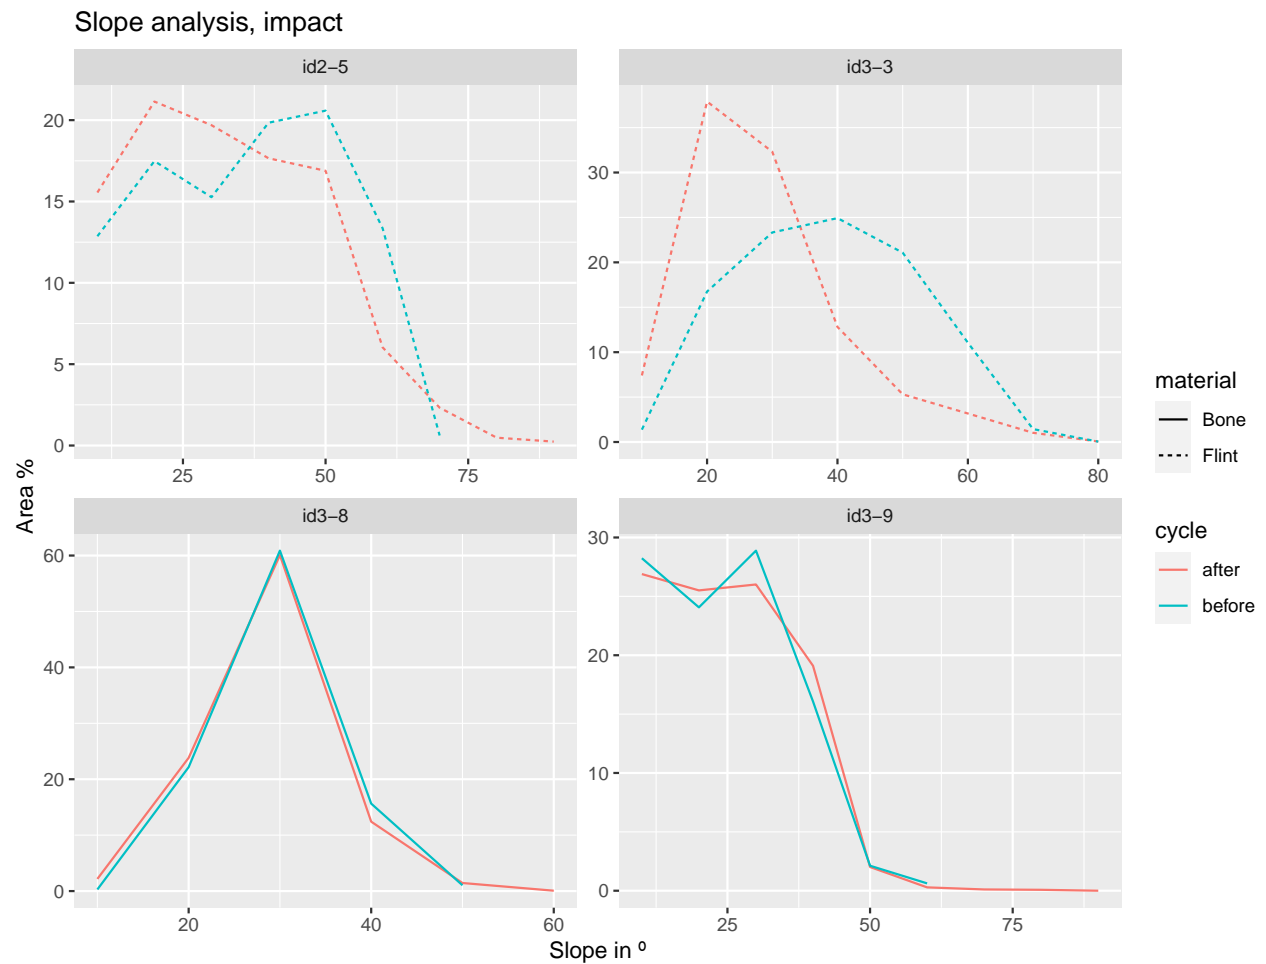 Slope analysis, impact
id2−5
id3−3
20
15
10
5
0
30
20
10
0
25
50
75
20
40
60
80
id3−8
id3−9
60
40
20
0
30
20
10
0
20
40
60
25
50
75
Area %
Slope in º
material
Bone
Flint
cycle
after
before